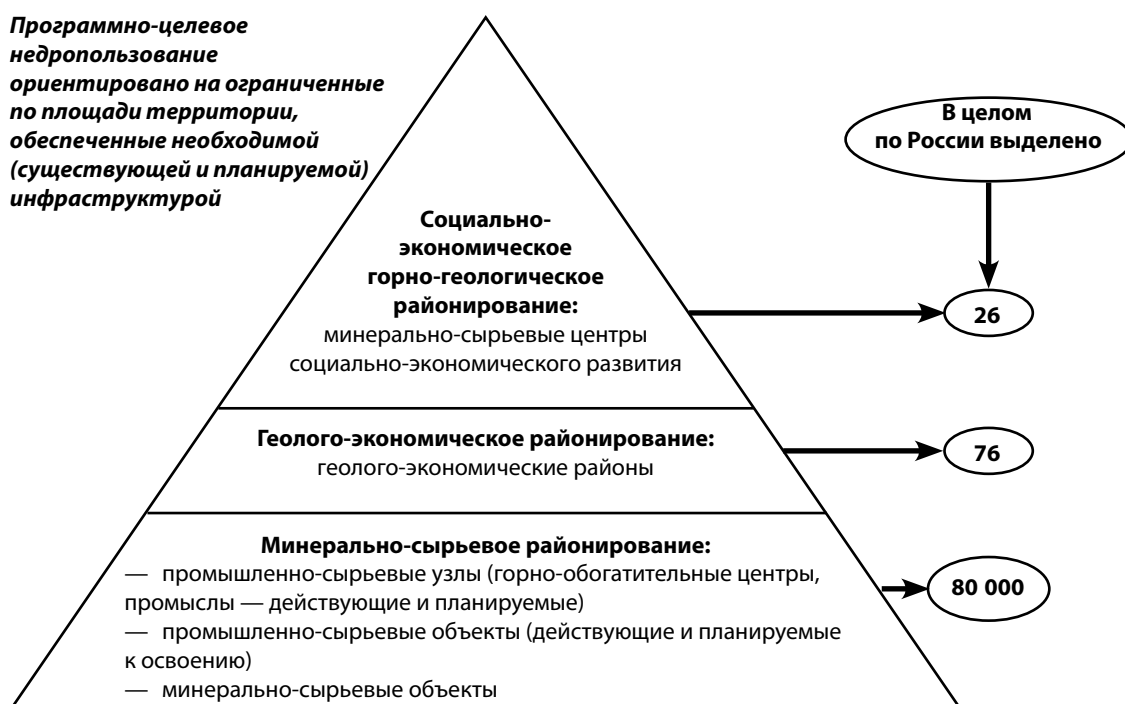 Программно-целевое
недропользование
ориентировано на ограниченные
по площади территории,
обеспеченные необходимой
(существующей и планируемой)
инфраструктурой
В целом
по России выделено
Социально-
экономическое
горно-геологическое
районирование:
минерально-сырьевые центры
социально-экономического развития
26
Геолого-экономическое районирование:
геолого-экономические районы
76
Минерально-сырьевое районирование:
— промышленно-сырьевые узлы (горно-обогатительные центры,
промыслы — действующие и планируемые)
— промышленно-сырьевые объекты (действующие и планируемые
к освоению)
— минерально-сырьевые объекты
80 000